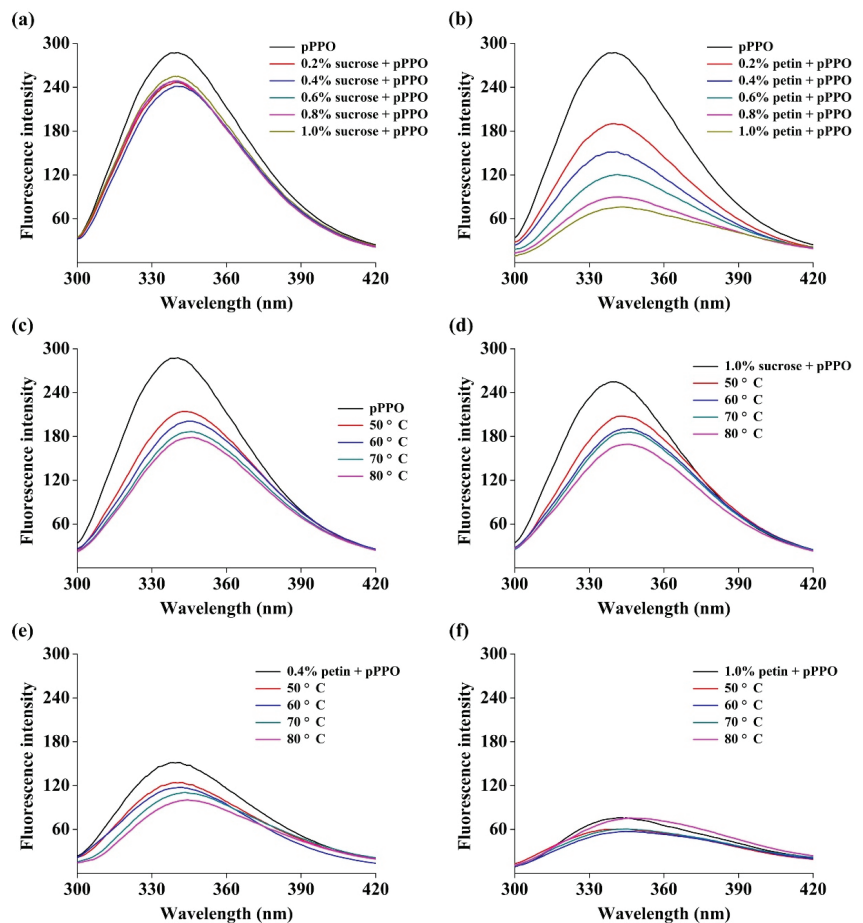 (a)
Fluorescence intensity
300
240
180
120
60
pPPO
0.2% sucrose + pPPO
0.4% sucrose + pPPO
0.6% sucrose + pPPO
0.8% sucrose + pPPO
1.0% sucrose + pPPO
300 330 360 390 420
Wavelength (nm)
(b)
Fluorescence intensity
300
240
180
120
60
pPPO
0.2% petin + pPPO
0.4% petin + pPPO
0.6% petin + pPPO
0.8% petin + pPPO
1.0% petin + pPPO
300 330 360 390 420
Wavelength (nm)
(c)
Fluorescence intensity
300
240
180
120
60
pPPO
50 ° C
60 ° C
70 ° C
80 ° C
300 330 360 390 420
Wavelength (nm)
(d)
Fluorescence intensity
300
240
180
120
60
1.0% sucrose + pPPO
50 ° C
60 ° C
70 ° C
80 ° C
300 330 360 390 420
Wavelength (nm)
(e)
Fluorescence intensity
300
240
180
120
60
0.4% petin + pPPO
50 ° C
60 ° C
70 ° C
80 ° C
300 330 360 390 420
Wavelength (nm)
(f)
Fluorescence intensity
300
240
180
120
60
1.0% petin + pPPO
50 ° C
60 ° C
70 ° C
80 ° C
300 330 360 390 420
Wavelength (nm)